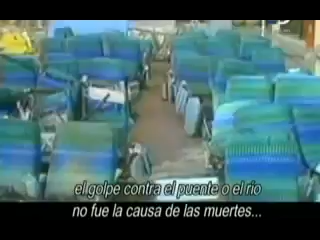 el golpe contra el puente o el río
no fue la causa de las muertes...